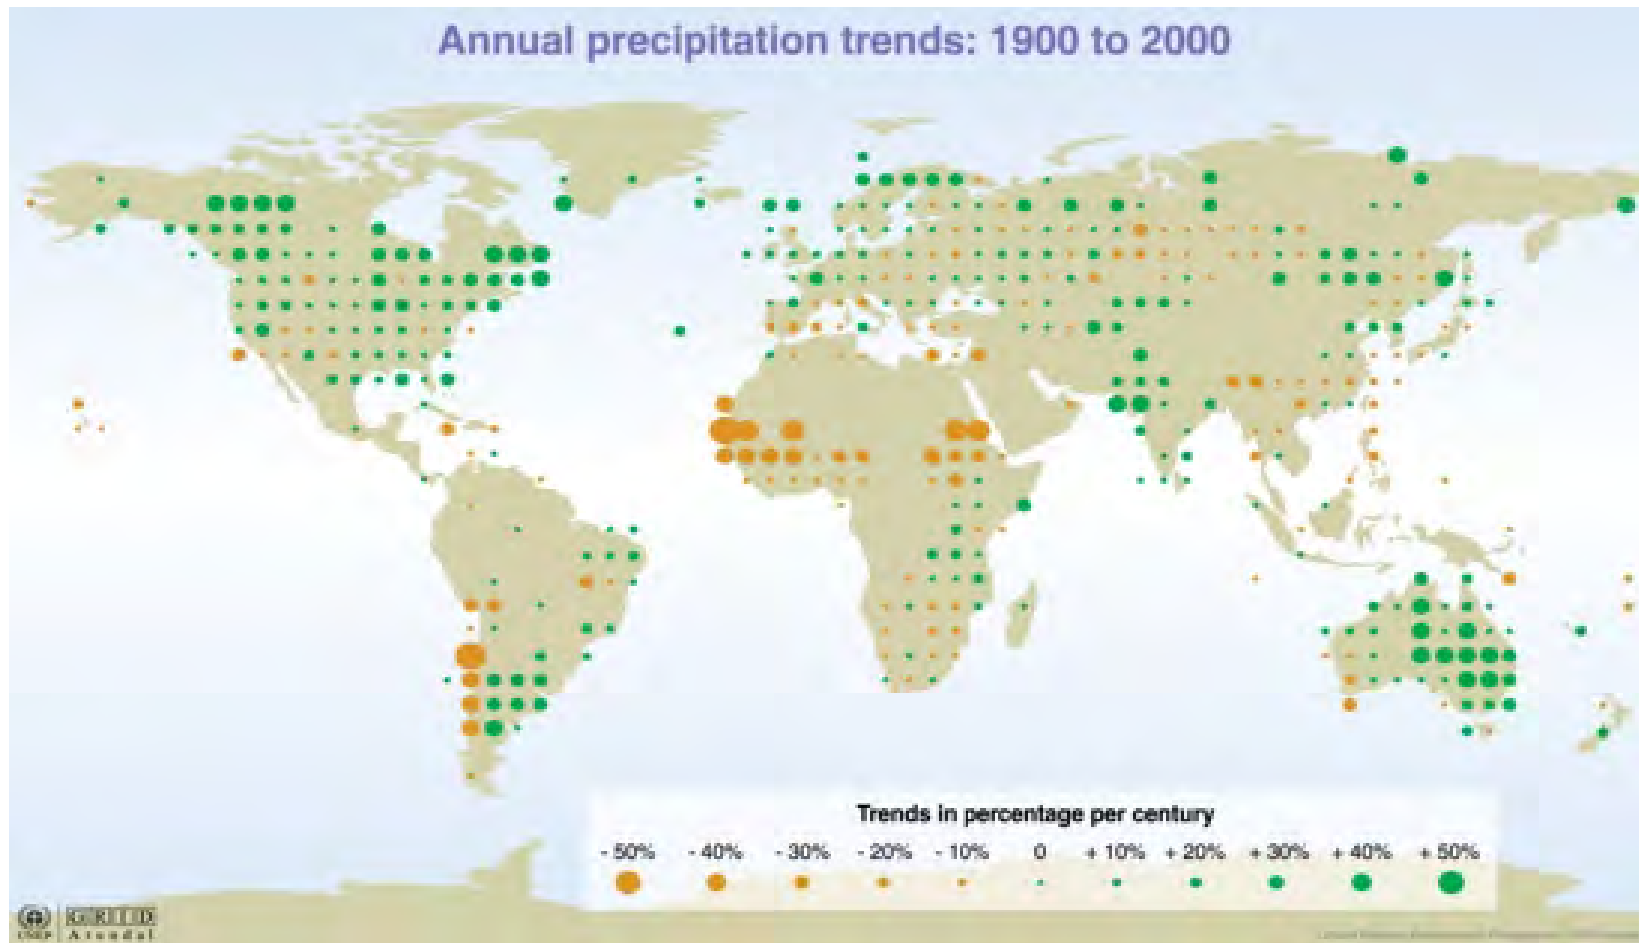 Annual precipitation trends: 1900 to 2000
Trends in percentage per century
- 50% - 40% - 30% - 20% - 10% 0 + 10% + 20% + 30% + 40% + 50%
UNEP
GRID
Arendal